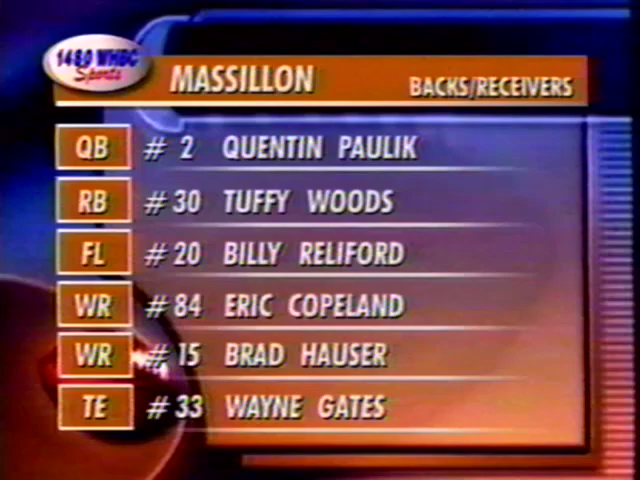 1480 WHBC
Sports
MASSILLON BACKS/RECEIVERS
QB # 2 QUENTIN PAULIK
RB # 30 TUFFY WOODS
FL # 20 BILLY RELIFORD
WR # 84 ERIC COPELAND
WR # 15 BRAD HAUSER
TE # 33 WAYNE GATES